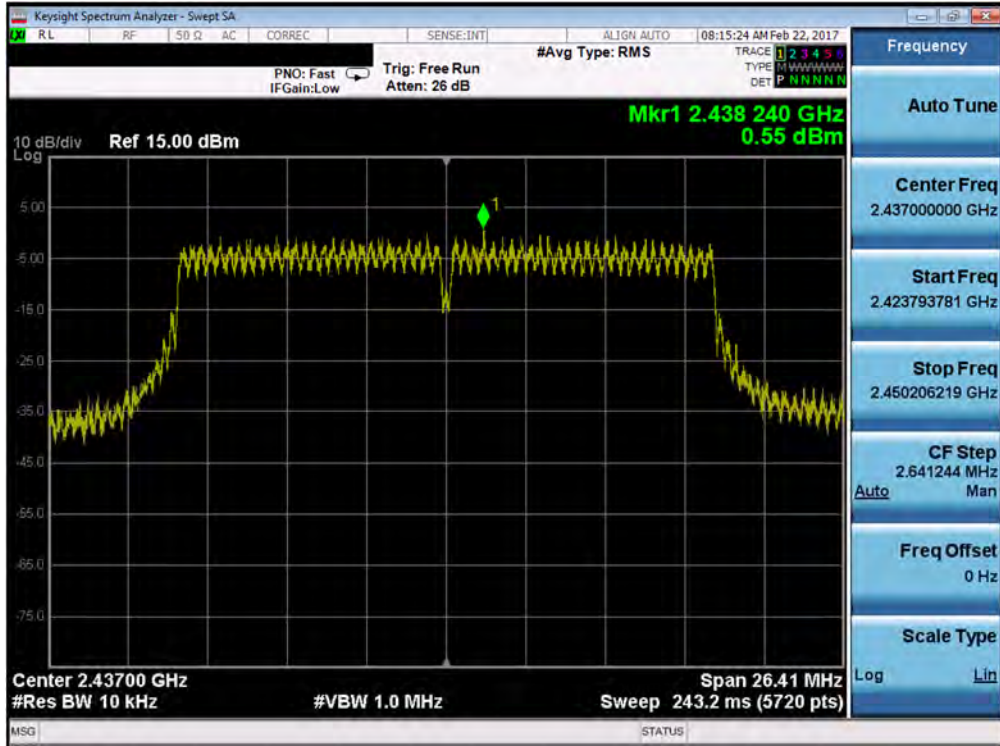 Keysight Spectrum Analyzer - Swept SA
LXI RL RF 50 Ω AC CORREC SENSE:INT ALIGN AUTO 08:15:24 AM Feb 22, 2017
#Avg Type: RMS TRACE 1 2 3 4 5 6
PNO: Fast Trig: Free Run TYPE M WWWWW
IFGain:Low Atten: 26 dB DET P N N N N N
Mkr1 2.438 240 GHz
0.55 dBm
10 dB/div Ref 15.00 dBm
Log
1
5.00
-5.00
-15.0
-25.0
-35.0
-45.0
-55.0
-65.0
-75.0
Center 2.43700 GHz Span 26.41 MHz
#Res BW 10 kHz #VBW 1.0 MHz Sweep 243.2 ms (5720 pts)
MSG STATUS
Frequency
Auto Tune
Center Freq
2.437000000 GHz
Start Freq
2.423793781 GHz
Stop Freq
2.450206219 GHz
CF Step
2.641244 MHz
Auto Man
Freq Offset
0 Hz
Scale Type
Log Lin